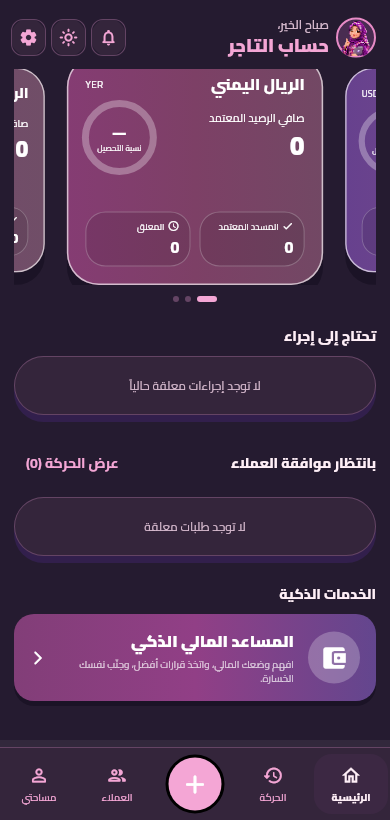 صباح الخير،
حساب التاجر
الريال اليمني
YER
صافي الرصيد المعتمد
0
—
نسبة التحصيل
المسدد المعتمد
0
المعلق
0
USD
0
0
تحتاج إلى إجراء
لا توجد إجراءات معلقة حالياً
بانتظار موافقة العملاء
عرض الحركة (0)
لا توجد طلبات معلقة
الخدمات الذكية
المساعد المالي الذكي
افهم وضعك المالي، واتخذ قرارات أفضل، وجنّب نفسك
الخسارة.
الرئيسية
الحركة
العملاء
مساحتي